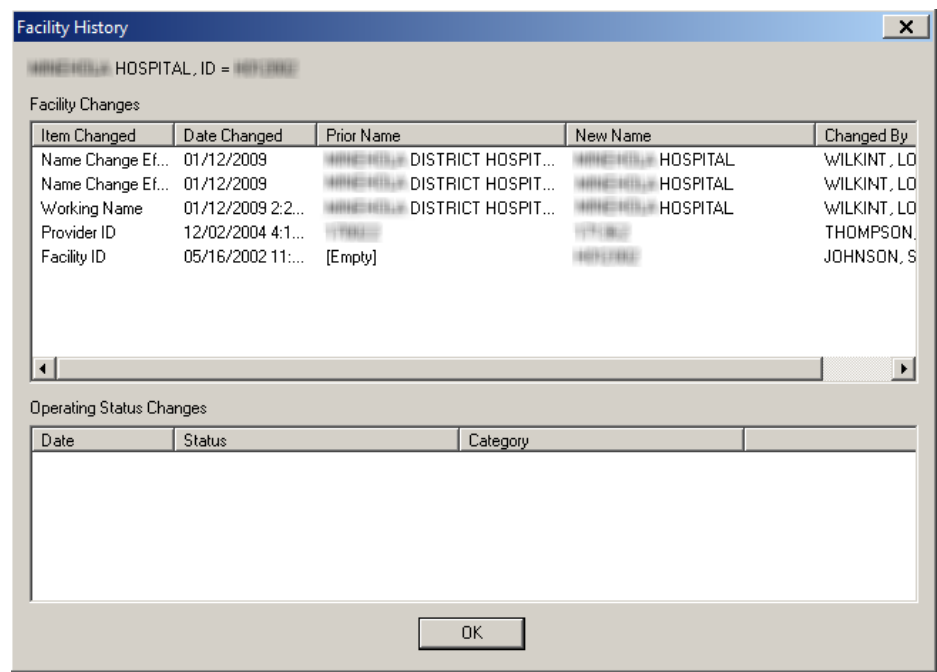 Facility History
HOSPITAL, ID =
Facility Changes
Item Changed Date Changed Prior Name New Name Changed By
Name Change Ef... 01/12/2009 DISTRICT HOSPIT... HOSPITAL WILKINT, LO
Name Change Ef... 01/12/2009 DISTRICT HOSPIT... HOSPITAL WILKINT, LO
Working Name 01/12/2009 2:2... DISTRICT HOSPIT... HOSPITAL WILKINT, LO
Provider ID 12/02/2004 4:1... THOMPSON,
Facility ID 05/16/2002 11:... [Empty] JOHNSON, S
Operating Status Changes
Date Status Category
OK